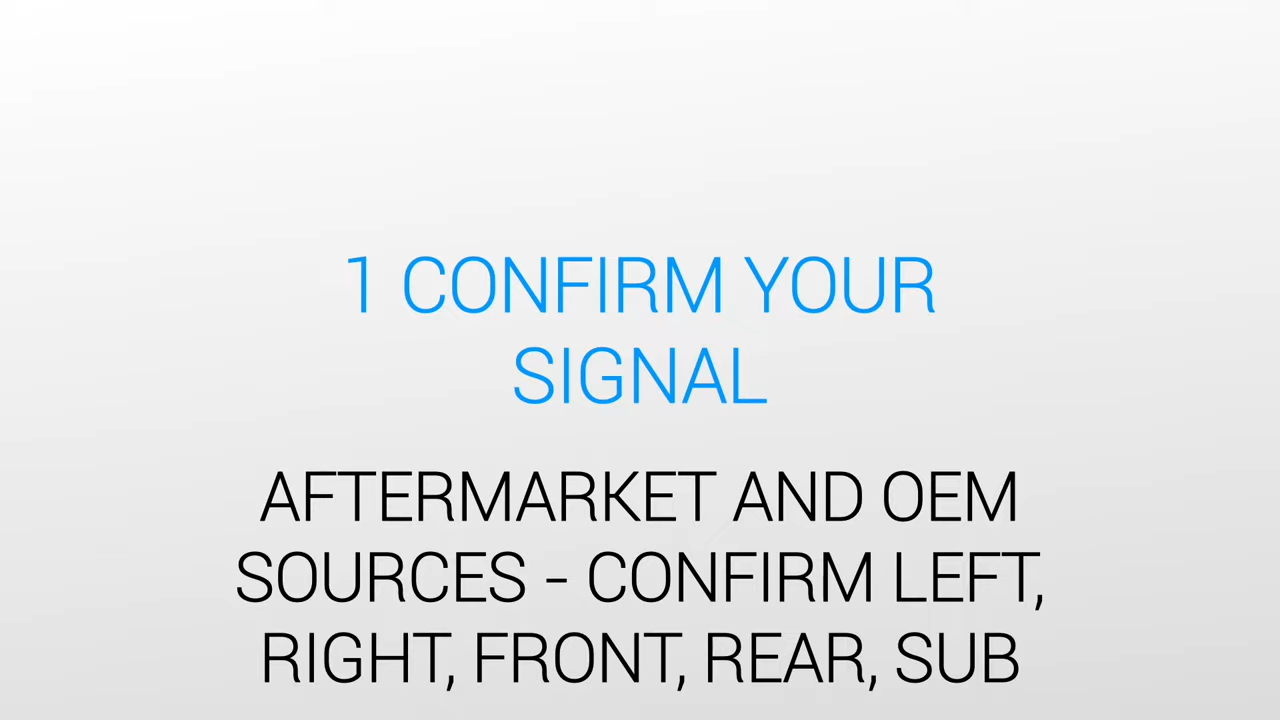 1 CONFIRM YOUR
SIGNAL
AFTERMARKET AND OEM
SOURCES - CONFIRM LEFT,
RIGHT, FRONT, REAR, SUB